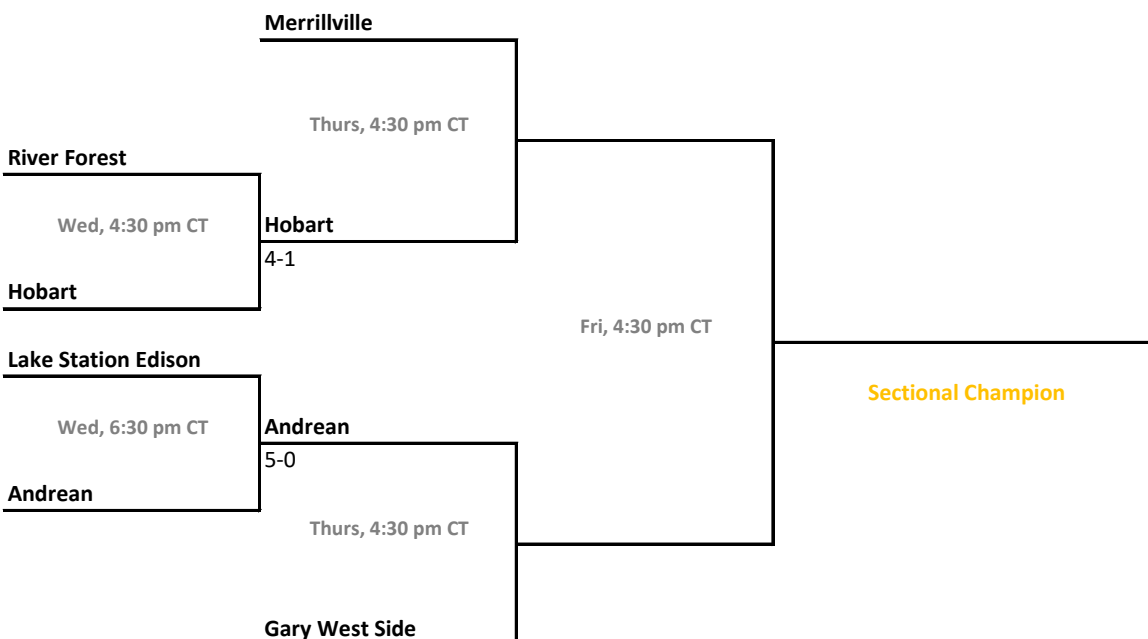 Merrillville
Thurs, 4:30 pm CT
River Forest
Wed, 4:30 pm CT
Hobart
4-1
Hobart
Fri, 4:30 pm CT
Lake Station Edison
Sectional Champion
Wed, 6:30 pm CT
Andrean
5-0
Andrean
Thurs, 4:30 pm CT
Gary West Side